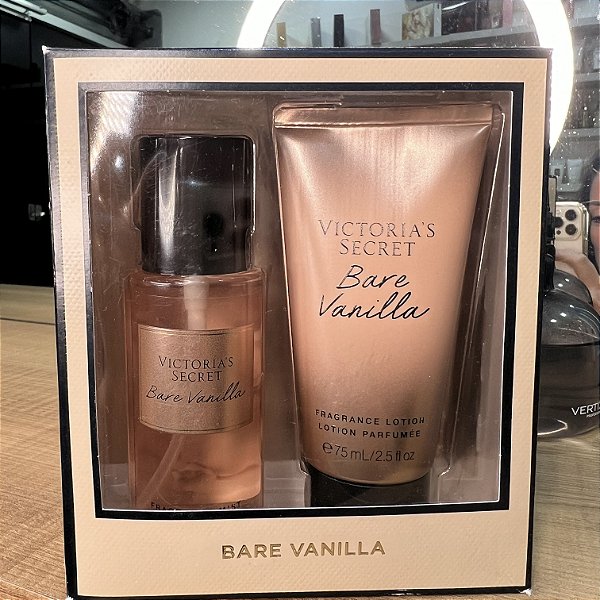 VICTORIA'S
SECRET
Bare Vanilla
VICTORIA'S
SECRET
Bare
Vanilla
FRAGRANCE LOTION
LOTION PARFUMÉE
℮75 mL/2.5 fl oz
BARE VANILLA